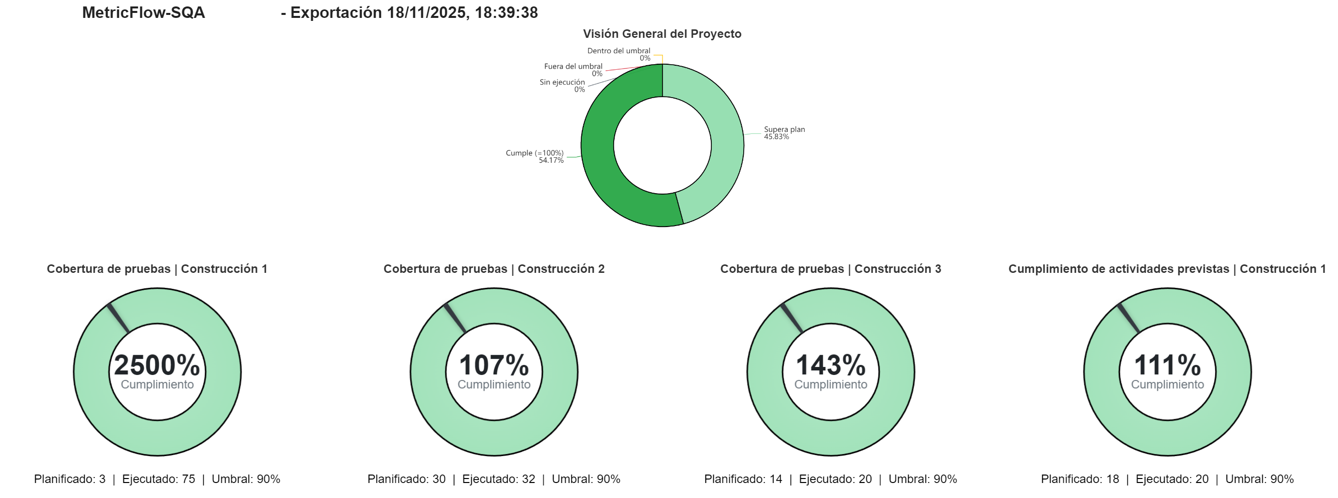 MetricFlow-SQA - Exportación 18/11/2025, 18:39:38
Visión General del Proyecto
Dentro del umbral
0%
Fuera del umbral
0%
Sin ejecución
0%
Supera plan
45.83%
Cumple (=100%)
54.17%
Cobertura de pruebas | Construcción 1
2500%
Cumplimiento
Planificado: 3 | Ejecutado: 75 | Umbral: 90%
Cobertura de pruebas | Construcción 2
107%
Cumplimiento
Planificado: 30 | Ejecutado: 32 | Umbral: 90%
Cobertura de pruebas | Construcción 3
143%
Cumplimiento
Planificado: 14 | Ejecutado: 20 | Umbral: 90%
Cumplimiento de actividades previstas | Construcción 1
111%
Cumplimiento
Planificado: 18 | Ejecutado: 20 | Umbral: 90%